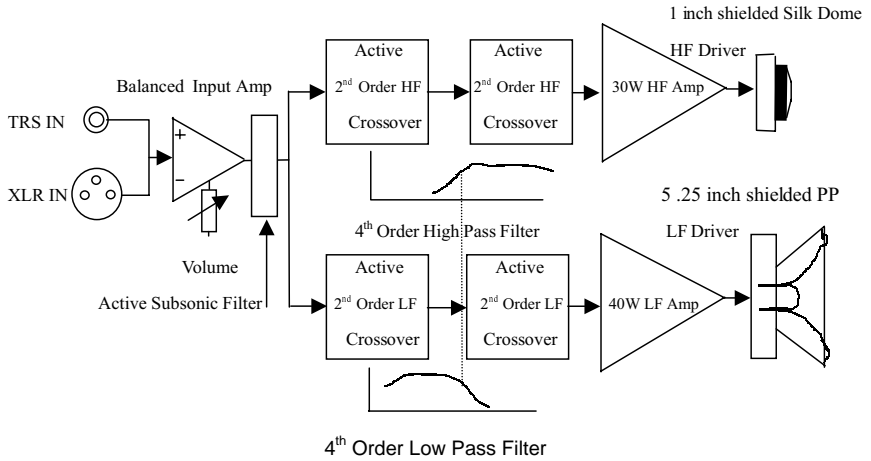 1 inch shielded Silk Dome
HF Driver
Active
2nd Order HF
Crossover
Active
2nd Order HF
Crossover
30W HF Amp
Balanced Input Amp
TRS IN
+
−
XLR IN
Volume
Active Subsonic Filter
4th Order High Pass Filter
5 .25 inch shielded PP
LF Driver
Active
2nd Order LF
Crossover
Active
2nd Order LF
Crossover
40W LF Amp
4th Order Low Pass Filter